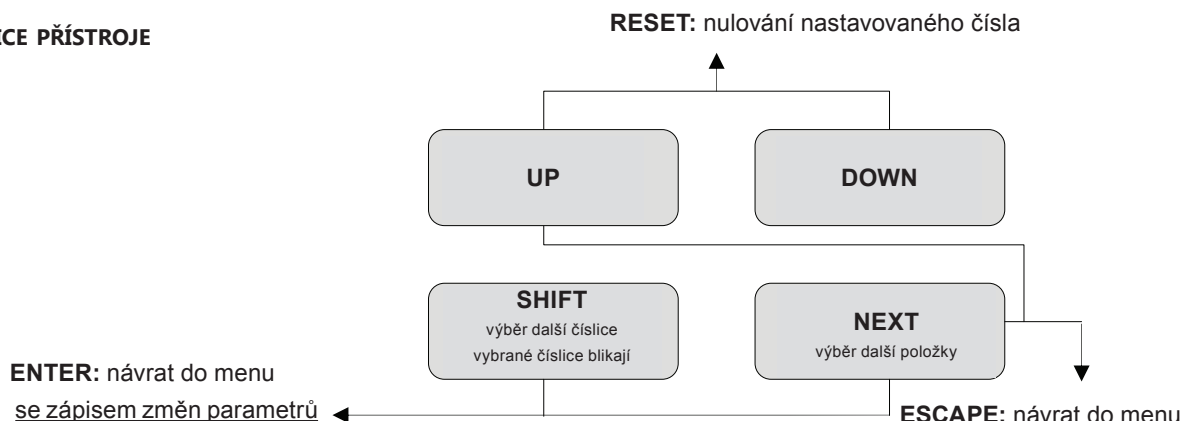 RESET: nulování nastavovaného čísla
ICE PŘÍSTROJE
UP
DOWN
SHIFT
výběr další číslice
vybrané číslice blikají
NEXT
výběr další položky
ENTER: návrat do menu
se zápisem změn parametrů
ESCAPE: návrat do menu